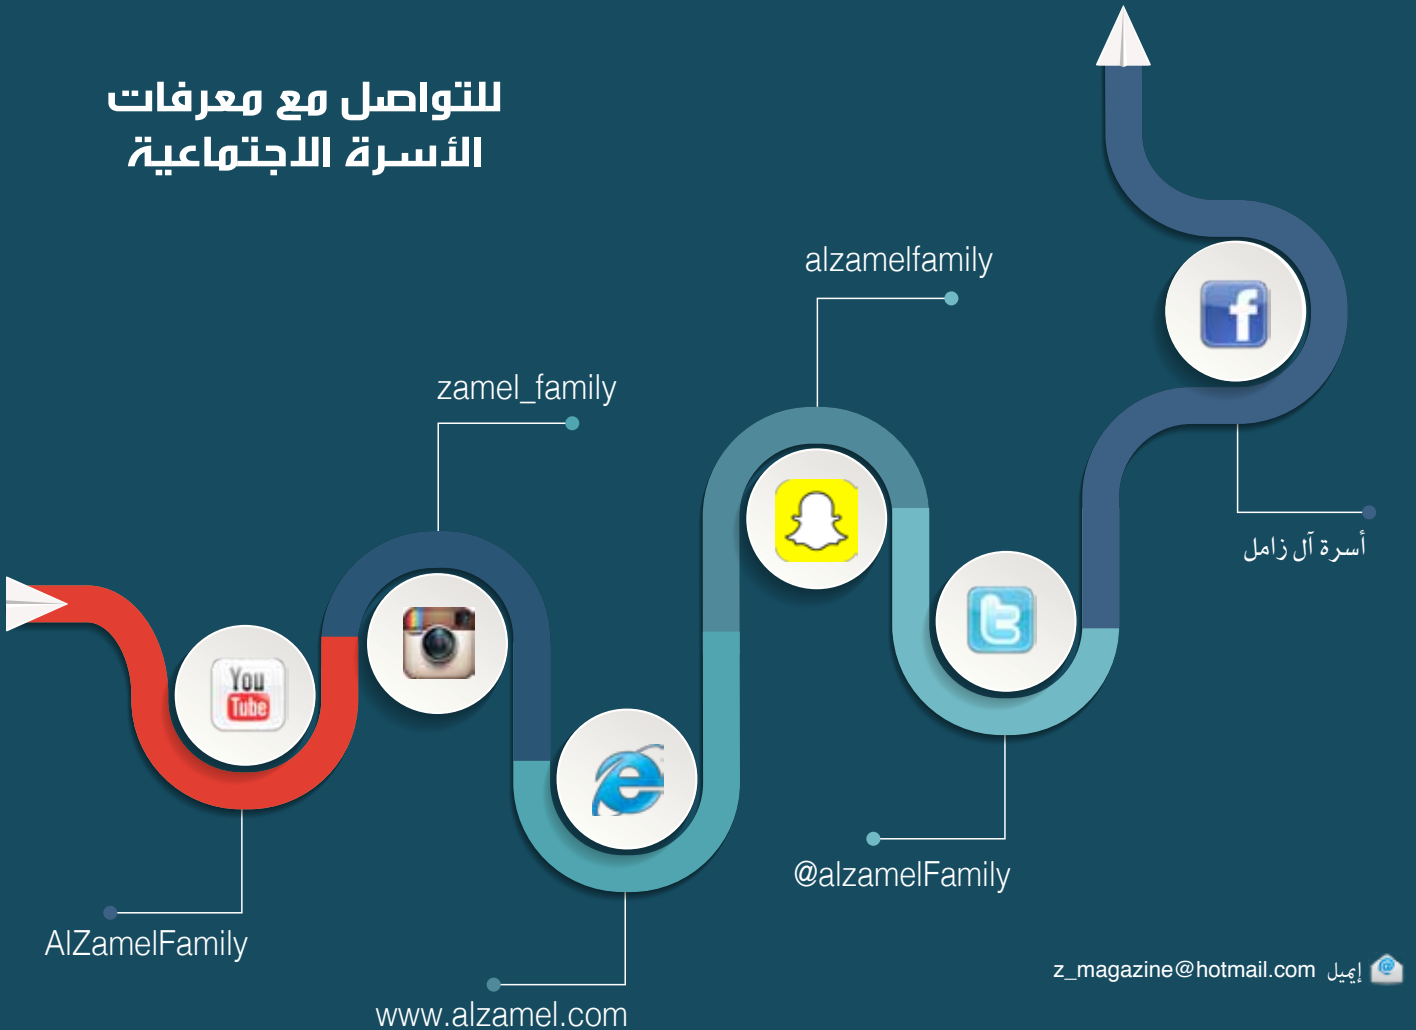 للتواصل مع معرفات
الأسرة الاجتماعية
alzamelfamily
zamel_family
أسرة آل زامل
You
Tube
@alzamelFamily
AlZamelFamily
إيميل z_magazine@hotmail.com
www.alzamel.com